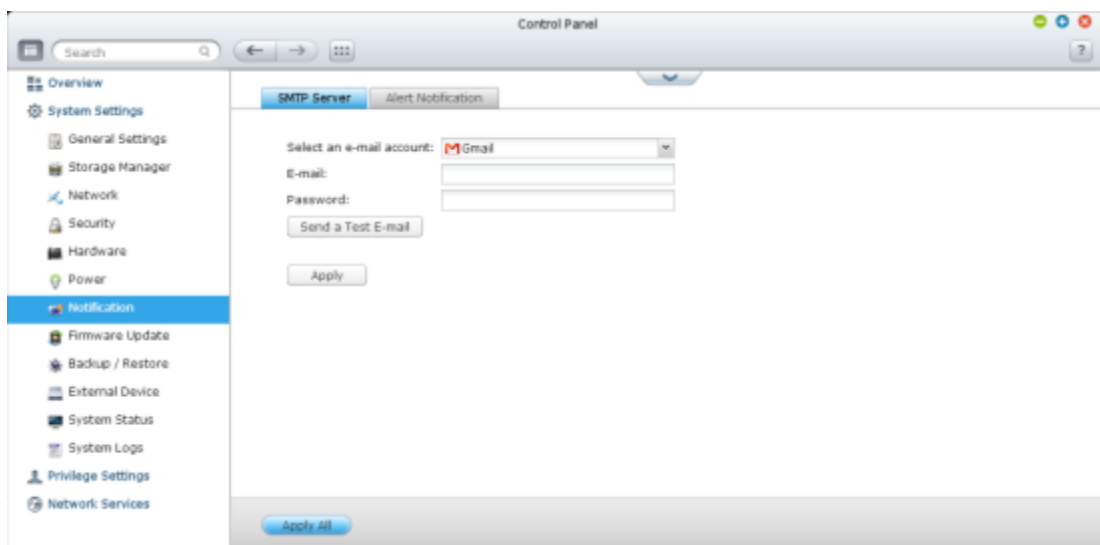 Control Panel
Search
?
Overview
System Settings
General Settings
Storage Manager
Network
Security
Hardware
Power
Notification
Firmware Update
Backup / Restore
External Device
System Status
System Logs
Privilege Settings
Network Services
SMTP Server
Alert Notification
Select an e-mail account: Gmail
E-mail:
Password:
Send a Test E-mail
Apply
Apply All